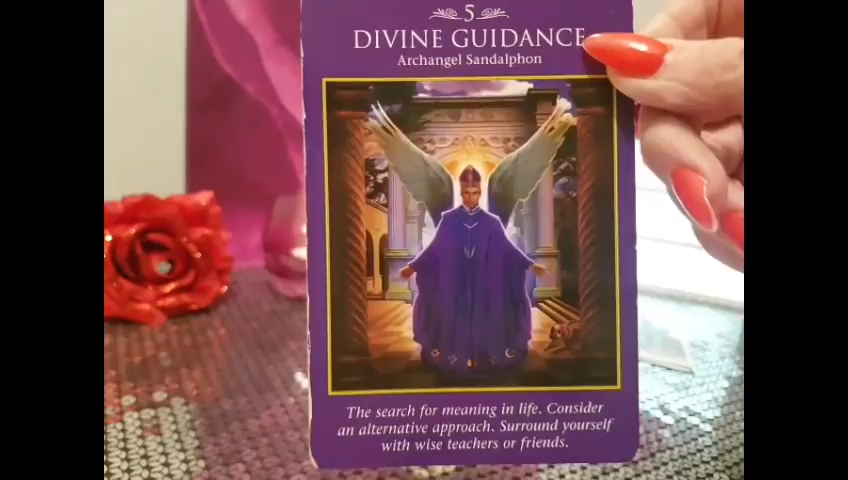 5
DIVINE GUIDANCE
Archangel Sandalphon
The search for meaning in life. Consider
an alternative approach. Surround yourself
with wise teachers or friends.